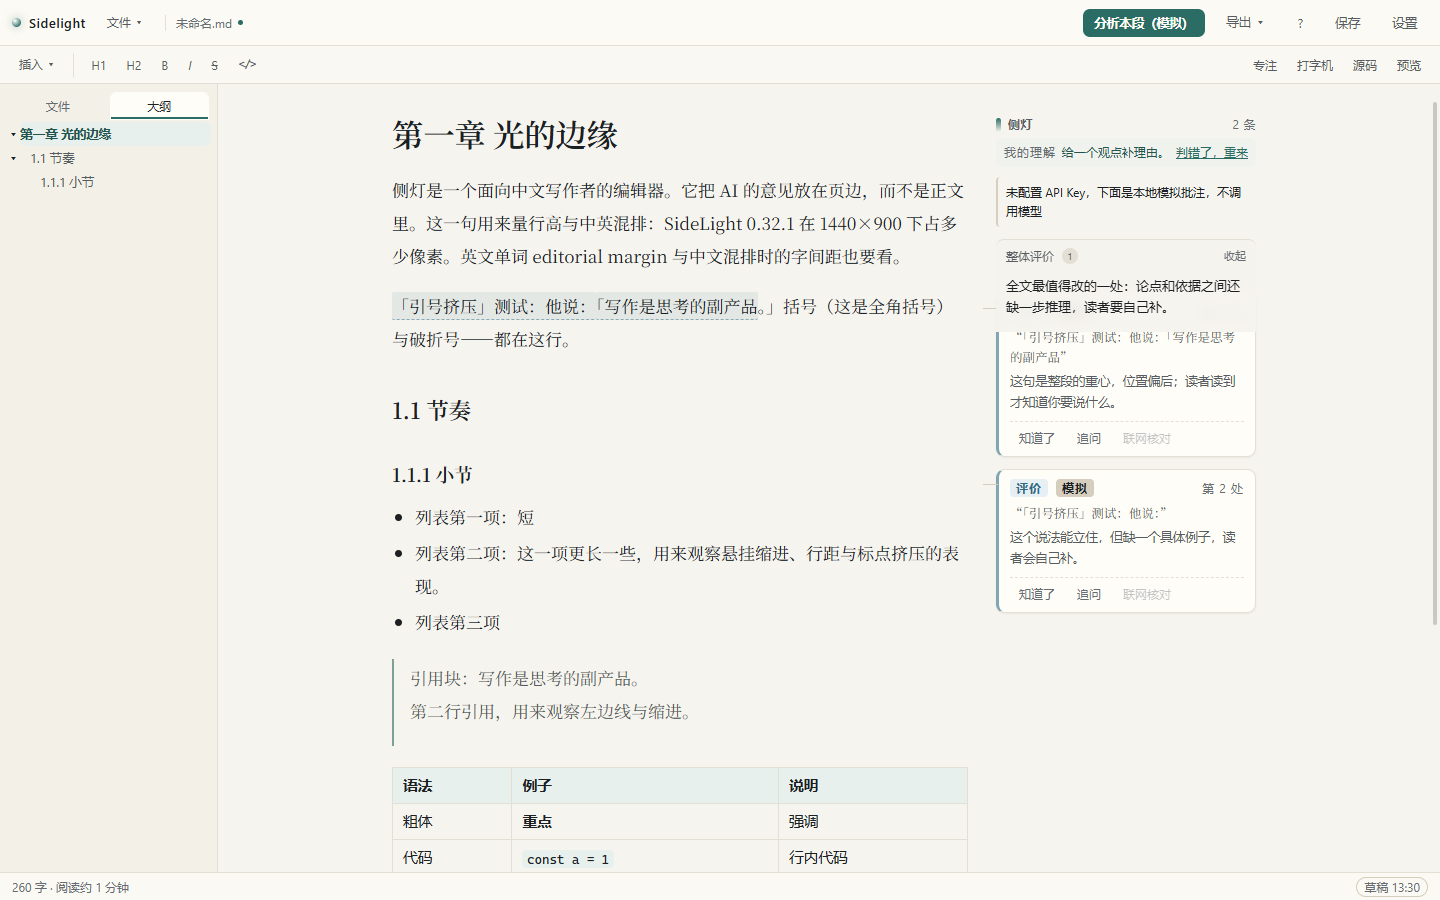 Sidelight 文件 未命名.md 分析本段（模拟） 导出 ? 保存 设置
插入 H1 H2 B I S </> 专注 打字机 源码 预览
文件 大纲
第一章 光的边缘
1.1 节奏
1.1.1 小节
第一章 光的边缘
侧灯是一个面向中文写作者的编辑器。它把 AI 的意见放在页边，而不是正文
里。这一句用来量行高与中英混排：SideLight 0.32.1 在 1440×900 下占多
少像素。英文单词 editorial margin 与中文混排时的字间距也要看。
「引号挤压」测试：他说：「写作是思考的副产品。」括号（这是全角括号）
与破折号——都在这行。
1.1 节奏
1.1.1 小节
列表第一项：短
列表第二项：这一项更长一些，用来观察悬挂缩进、行距与标点挤压的表
现。
列表第三项
引用块：写作是思考的副产品。
第二行引用，用来观察左边线与缩进。
语法 例子 说明
粗体 重点 强调
代码 const a = 1 行内代码
侧灯 2 条
我的理解 给一个观点补理由。 判错了，重来
未配置 API Key，下面是本地模拟批注，不调
用模型
整体评价 1 收起
全文最值得改的一处：论点和依据之间还
缺一步推理，读者要自己补。
“「引号挤压」测试：他说：「写作是思考
的副产品”
这句是整段的重心，位置偏后；读者读到
才知道你要说什么。
知道了 追问 联网核对
评价 模拟 第 2 处
“「引号挤压」测试：他说：”
这个说法能立住，但缺一个具体例子，读
者会自己补。
知道了 追问 联网核对
260 字 · 阅读约 1 分钟 草稿 13:30